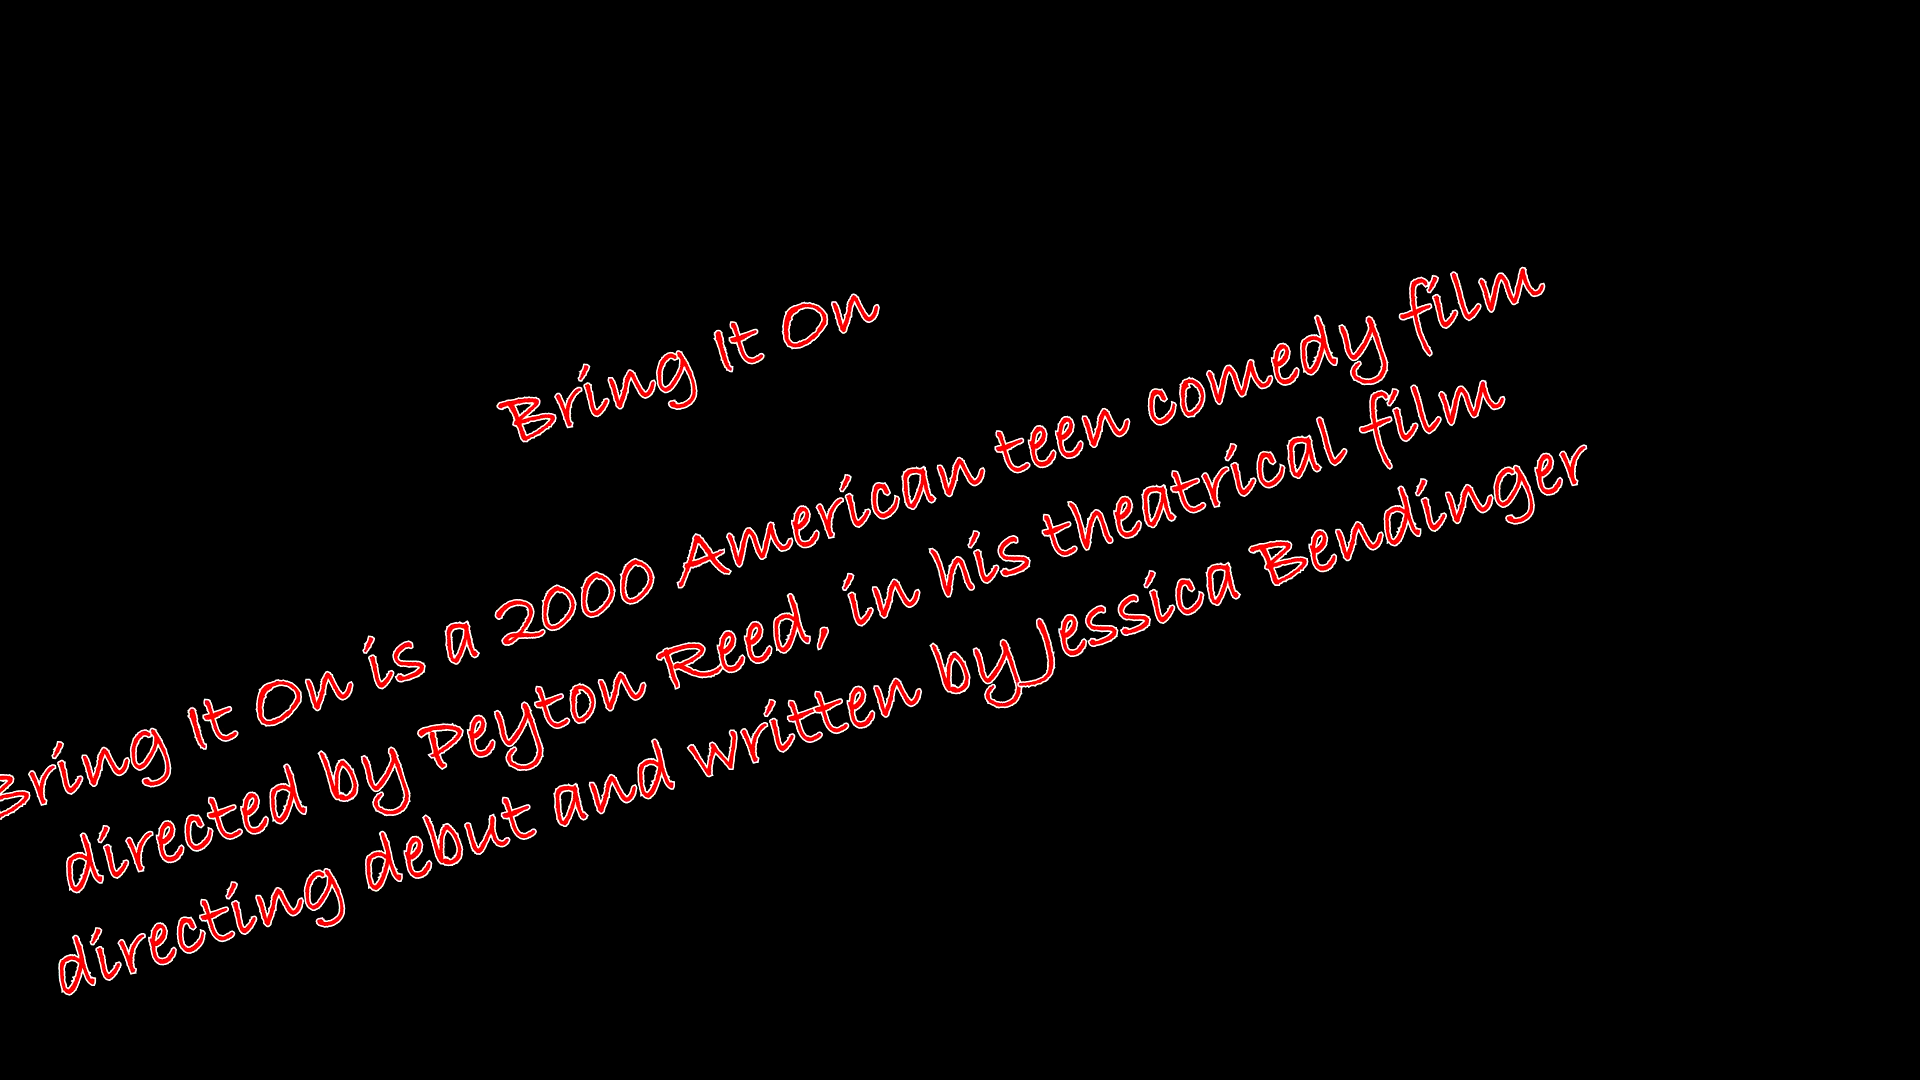 Bring It On
Bring It On is a 2000 American teen comedy film
directed by Peyton Reed, in his theatrical film
directing debut and written by Jessica Bendinger